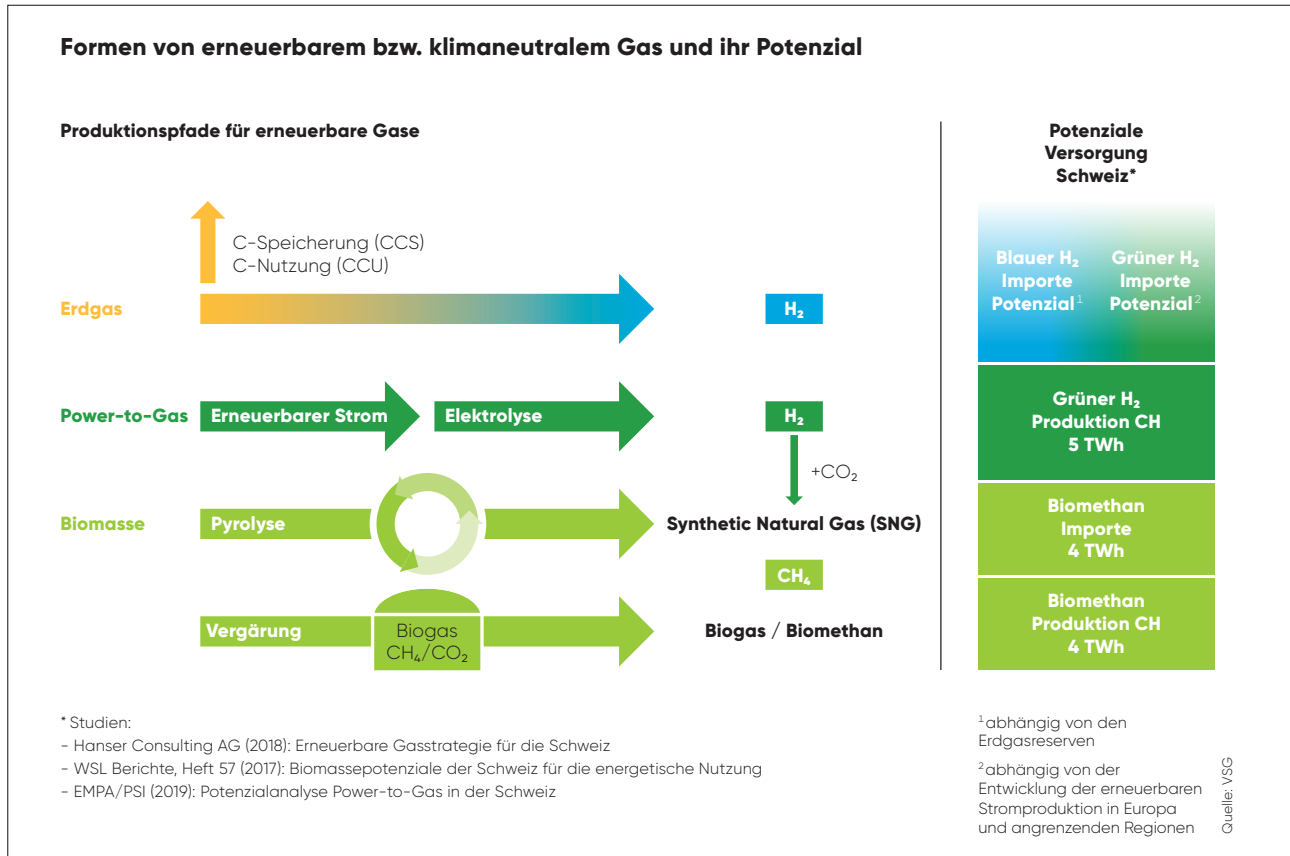 Formen von erneuerbarem bzw. klimaneutralem Gas und ihr Potenzial
Produktionspfade für erneuerbare Gase
C-Speicherung (CCS)
C-Nutzung (CCU)
Erdgas
H₂
Power-to-Gas
Erneuerbarer Strom
Elektrolyse
H₂
+CO₂
Biomasse
Pyrolyse
Synthetic Natural Gas (SNG)
CH₄
Vergärung
Biogas
CH₄/CO₂
Biogas / Biomethan
Potenziale
Versorgung
Schweiz*
Blauer H₂
Importe
Potenzial¹
Grüner H₂
Importe
Potenzial²
Grüner H₂
Produktion CH
5 TWh
Biomethan
Importe
4 TWh
Biomethan
Produktion CH
4 TWh
* Studien:
- Hanser Consulting AG (2018): Erneuerbare Gasstrategie für die Schweiz
- WSL Berichte, Heft 57 (2017): Biomassepotenziale der Schweiz für die energetische Nutzung
- EMPA/PSI (2019): Potenzialanalyse Power-to-Gas in der Schweiz
¹ abhängig von den
Erdgasreserven
² abhängig von der
Entwicklung der erneuerbaren
Stromproduktion in Europa
und angrenzenden Regionen
Quelle: VSG